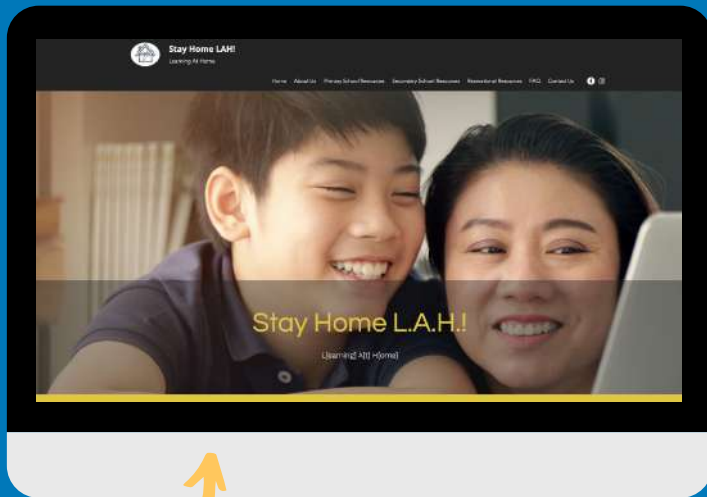 Stay Home LAH!
Learning At Home
Home About Us Primary School Resources Secondary School Resources Recreational Resources FAQ Contact Us
Stay Home L.A.H.!
L[earning] A[t] H[ome]